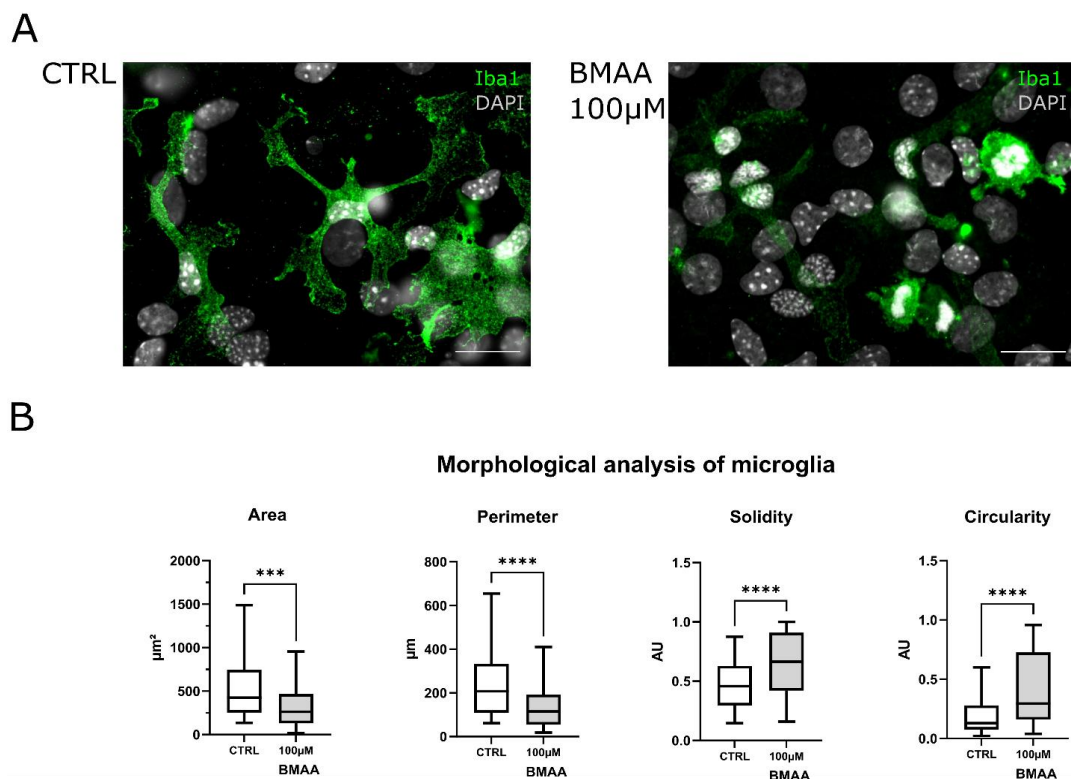 A
CTRL
Iba1
DAPI
BMAA
100µM
Iba1
DAPI
B
Morphological analysis of microglia
Area
2000
1500
1000
500
0
µm²
***
CTRL
100µM
BMAA
Perimeter
800
600
400
200
0
µm
****
CTRL
100µM
BMAA
Solidity
1.5
1.0
0.5
0.0
AU
****
CTRL
100µM
BMAA
Circularity
1.5
1.0
0.5
0.0
AU
****
CTRL
100µM
BMAA